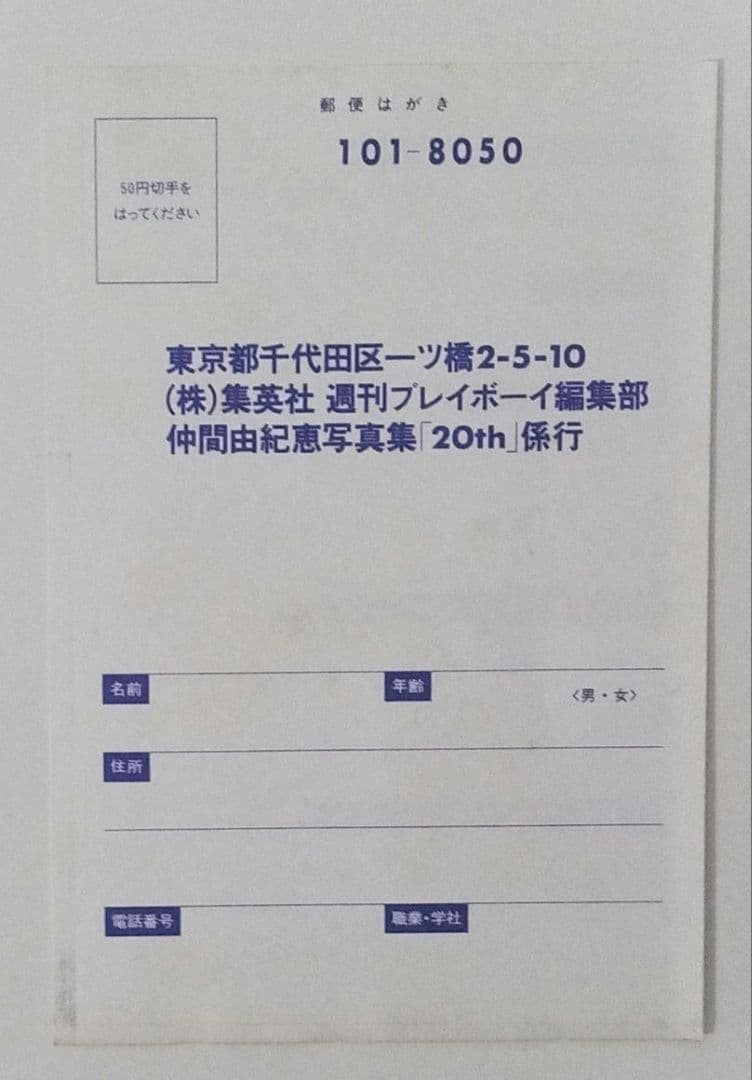 郵便はがき
101-8050
50円切手を
はってください
東京都千代田区一ツ橋2-5-10
(株)集英社 週刊プレイボーイ編集部
仲間由紀恵写真集「20th」係行
名前 年齢 〈男・女〉
住所
電話番号 職業・学社